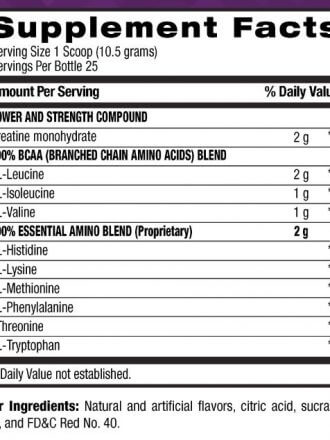 Supplement Facts
erving Size 1 Scoop (10.5 grams)
ervings Per Bottle 25
mount Per Serving % Daily Valu
OWER AND STRENGTH COMPOUND
reatine monohydrate 2 g *
00% BCAA (BRANCHED CHAIN AMINO ACIDS) BLEND
L-Leucine 2 g *
L-Isoleucine 1 g *
L-Valine 1 g *
00% ESSENTIAL AMINO BLEND (Proprietary) 2 g
L-Histidine *
L-Lysine *
L-Methionine *
L-Phenylalanine *
Threonine *
L-Tryptophan *
Daily Value not established.
r Ingredients: Natural and artificial flavors, citric acid, sucra
, and FD&C Red No. 40.